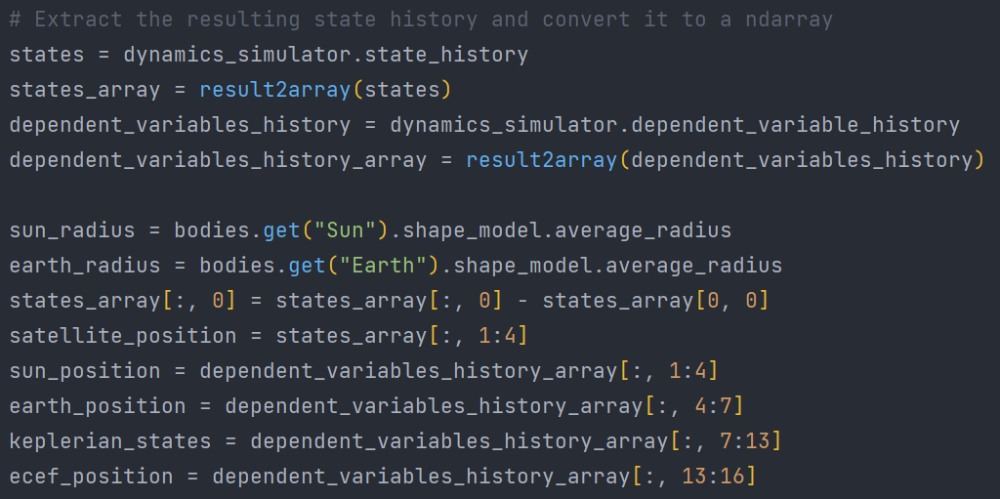 # Extract the resulting state history and convert it to a ndarray
states = dynamics_simulator.state_history
states_array = result2array(states)
dependent_variables_history = dynamics_simulator.dependent_variable_history
dependent_variables_history_array = result2array(dependent_variables_history)

sun_radius = bodies.get("Sun").shape_model.average_radius
earth_radius = bodies.get("Earth").shape_model.average_radius
states_array[:, 0] = states_array[:, 0] - states_array[0, 0]
satellite_position = states_array[:, 1:4]
sun_position = dependent_variables_history_array[:, 1:4]
earth_position = dependent_variables_history_array[:, 4:7]
keplerian_states = dependent_variables_history_array[:, 7:13]
ecef_position = dependent_variables_history_array[:, 13:16]